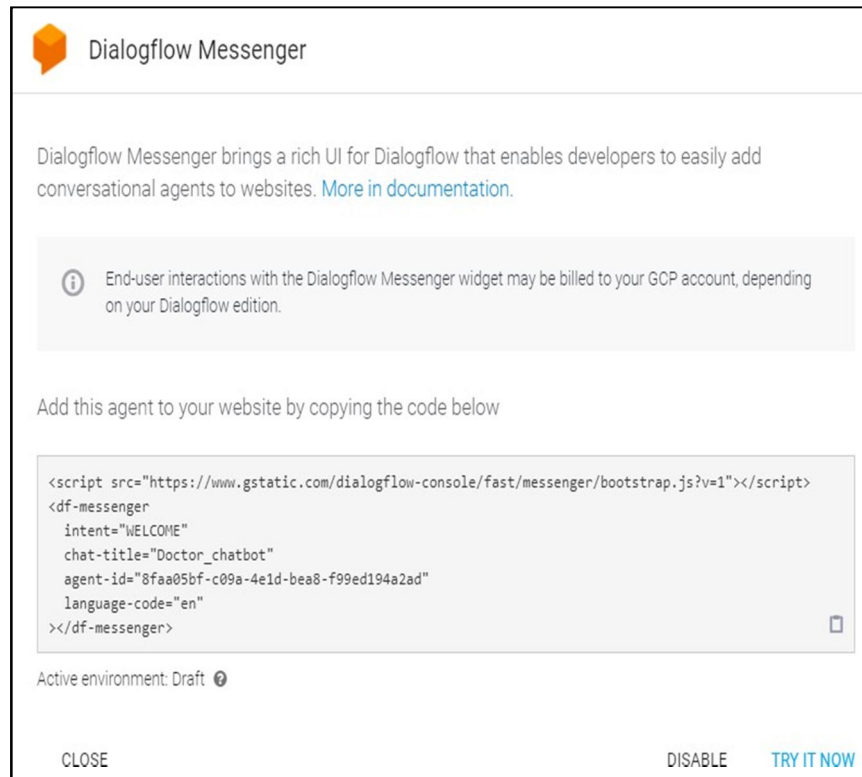 Dialogflow Messenger
Dialogflow Messenger brings a rich UI for Dialogflow that enables developers to easily add
conversational agents to websites. More in documentation.
End-user interactions with the Dialogflow Messenger widget may be billed to your GCP account, depending
on your Dialogflow edition.
Add this agent to your website by copying the code below
<script src="https://www.gstatic.com/dialogflow-console/fast/messenger/bootstrap.js?v=1"></script>
<df-messenger
  intent="WELCOME"
  chat-title="Doctor_chatbot"
  agent-id="8faa05bf-c09a-4e1d-bea8-f99ed194a2ad"
  language-code="en"
></df-messenger>
Active environment: Draft
CLOSE DISABLE TRY IT NOW